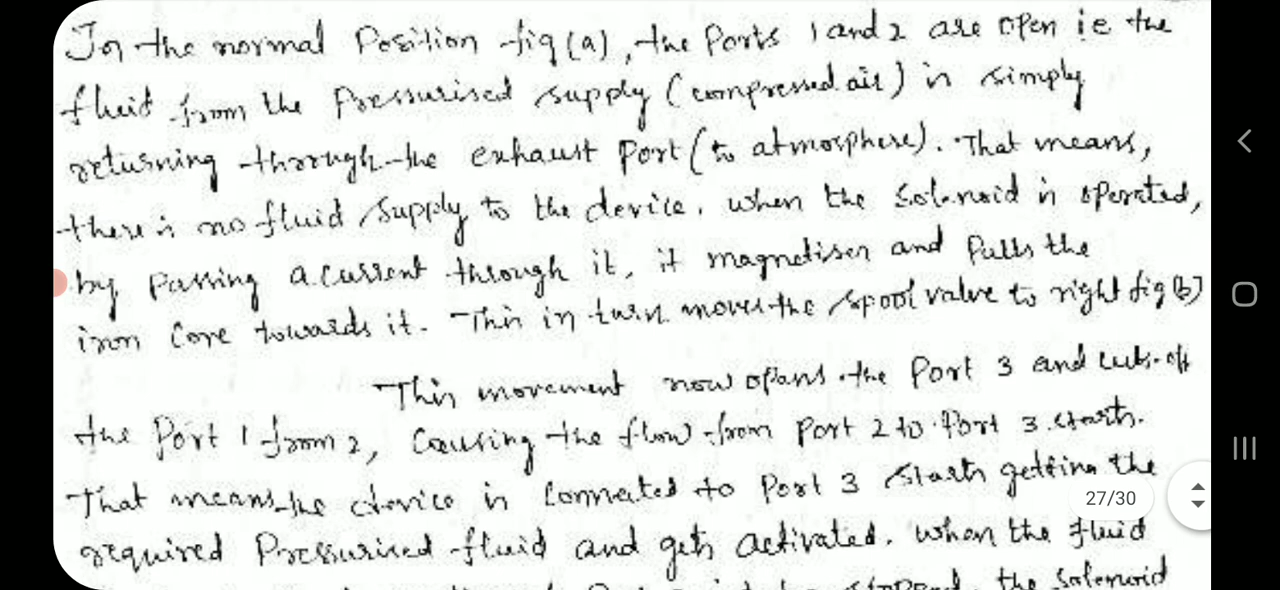 In the normal Position fig (a), the Ports 1 and 2 are open i.e the
fluid from the Pressurised supply (compressed air) is simply
returning through the exhaust Port (to atmosphere). That means,
there is no fluid supply to the device. when the Solenoid is operated,
by passing a current through it, it magnetises and Pulls the
iron Core towards it. This in turn moves the spool valve to right fig (b)
This movement now opens the Port 3 and cuts-off
the Port 1 from 2, Causing the flow from Port 2 to Port 3 starts.
That means the device is Connected to Port 3 starts getting the
27/30
required Pressurised fluid and gets activated. When the fluid
stopped, the Solenoid